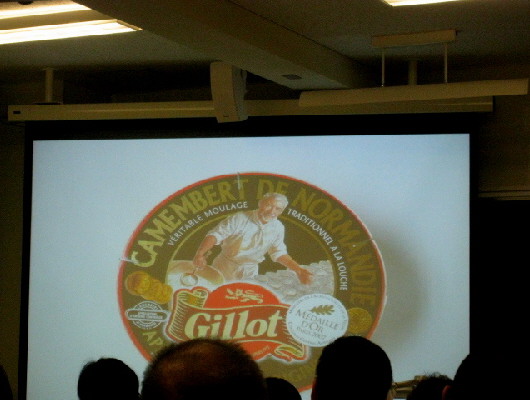 CAMEMBERT DE NORMANDIE
VÉRITABLE MOULAGE
TRADITIONNEL A LA LOUCHE
Gillot
MÉDAILLE
D'OR